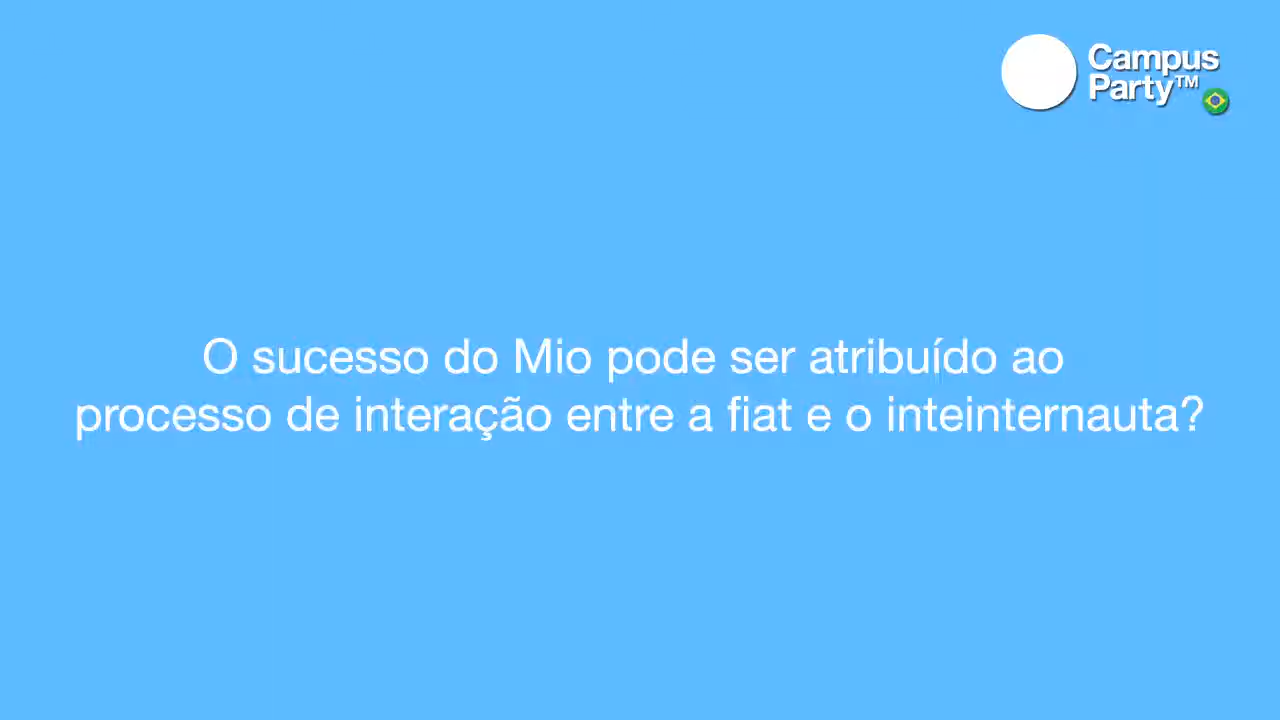 Campus
Party™
O sucesso do Mio pode ser atribuído ao
processo de interação entre a fiat e o inteinternauta?